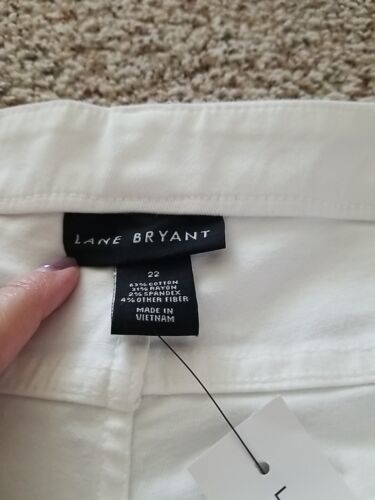 LANE BRYANT
22
63% COTTON
31% RAYON
2% SPANDEX
4% OTHER FIBER
MADE IN
VIETNAM
L